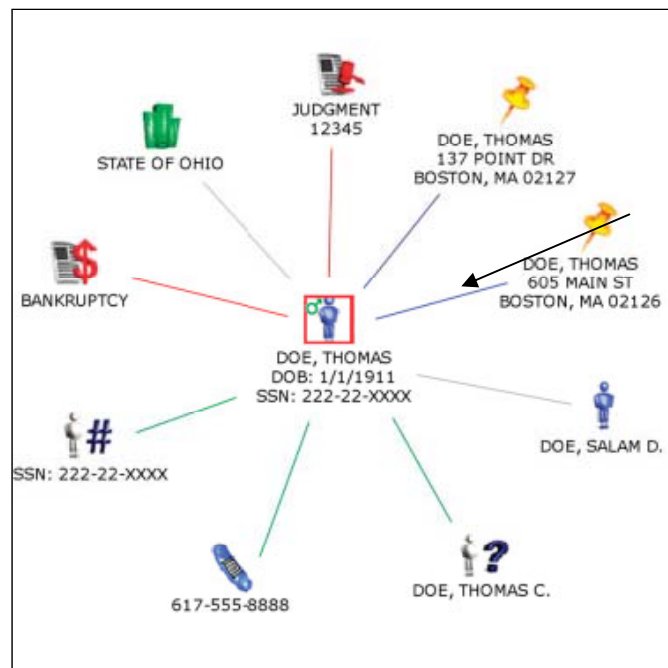 JUDGMENT
12345
DOE, THOMAS
137 POINT DR
BOSTON, MA 02127
STATE OF OHIO
DOE, THOMAS
605 MAIN ST
BOSTON, MA 02126
BANKRUPTCY
DOE, THOMAS
DOB: 1/1/1911
SSN: 222-22-XXXX
DOE, SALAM D.
#
SSN: 222-22-XXXX
?
DOE, THOMAS C.
617-555-8888